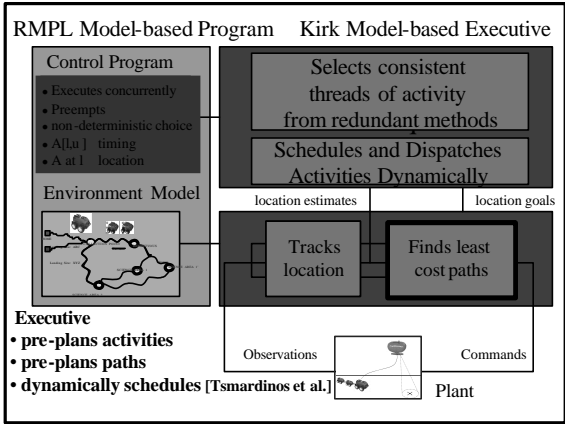 RMPL Model-based Program
Kirk Model-based Executive
Control Program
• Executes concurrently
• Preempts
• non-deterministic choice
• A[l,u ] timing
• A at l location
Environment Model
Selects consistent
threads of activity
from redundant methods
Schedules and Dispatches
Activities Dynamically
location estimates
location goals
Tracks
location
Finds least
cost paths
Executive
• pre-plans activities
• pre-plans paths
• dynamically schedules [Tsmardinos et al.]
Observations
Commands
Plant